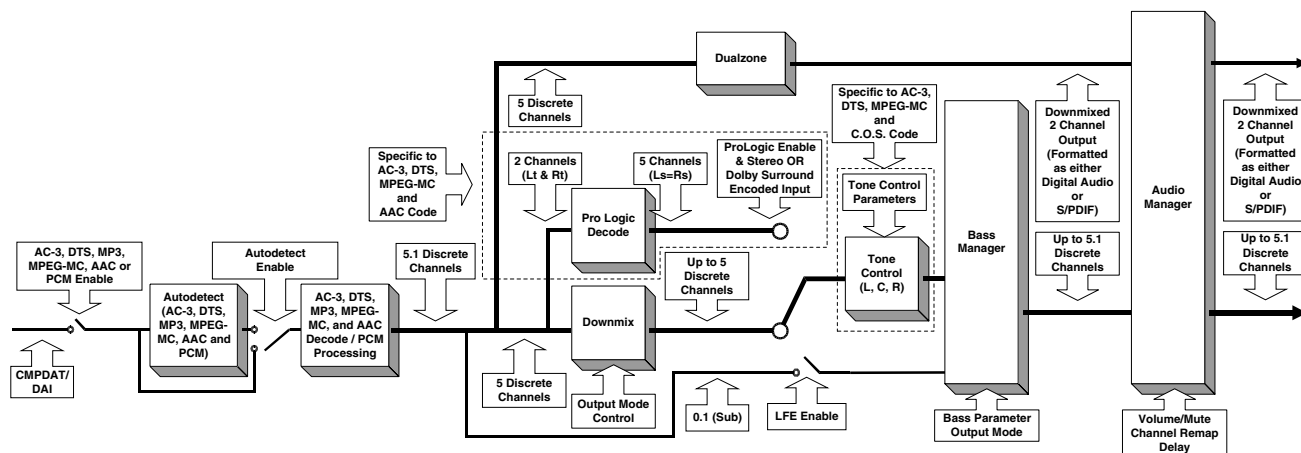 Dualzone
5 Discrete
Channels
Specific to
AC-3, DTS,
MPEG-MC
and
AAC Code
2 Channels
(Lt & Rt)
5 Channels
(Ls=Rs)
ProLogic Enable
& Stereo OR
Dolby Surround
Encoded Input
Pro Logic
Decode
Specific to AC-3,
DTS, MPEG-MC
and
C.O.S. Code
Tone Control
Parameters
Tone
Control
(L, C, R)
Bass
Manager
Downmixed
2 Channel
Output
(Formatted
as either
Digital Audio
or
S/PDIF)
Up to 5.1
Discrete
Channels
Audio
Manager
Downmixed
2 Channel
Output
(Formatted
as either
Digital Audio
or
S/PDIF)
Up to 5.1
Discrete
Channels
AC-3, DTS, MP3,
MPEG-MC, AAC or
PCM Enable
Autodetect
Enable
5.1 Discrete
Channels
Autodetect
(AC-3, DTS,
MP3, MPEG-
MC, AAC and
PCM)
AC-3, DTS,
MP3, MPEG-
MC, and AAC
Decode / PCM
Processing
Downmix
Up to 5
Discrete
Channels
CMPDAT/
DAI
5 Discrete
Channels
Output Mode
Control
0.1 (Sub)
LFE Enable
Bass Parameter
Output Mode
Volume/Mute
Channel Remap
Delay